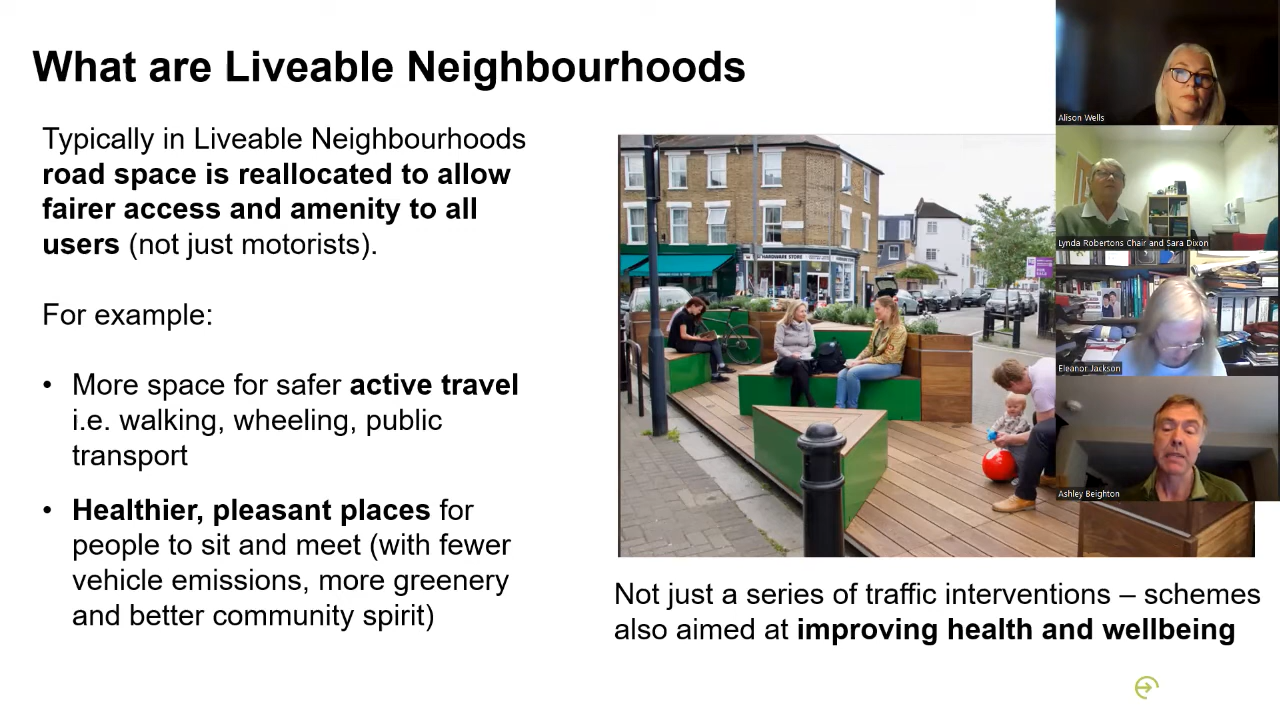 What are Liveable Neighbourhoods
Typically in Liveable Neighbourhoods
road space is reallocated to allow
fairer access and amenity to all
users (not just motorists).
For example:
• More space for safer active travel
i.e. walking, wheeling, public
transport
• Healthier, pleasant places for
people to sit and meet (with fewer
vehicle emissions, more greenery
and better community spirit)
HARDWARE STORE
Not just a series of traffic interventions – schemes
also aimed at improving health and wellbeing
Alison Wells
Lynda Robertons Chair and Sara Dixon
Eleanor Jackson
Ashley Beighton